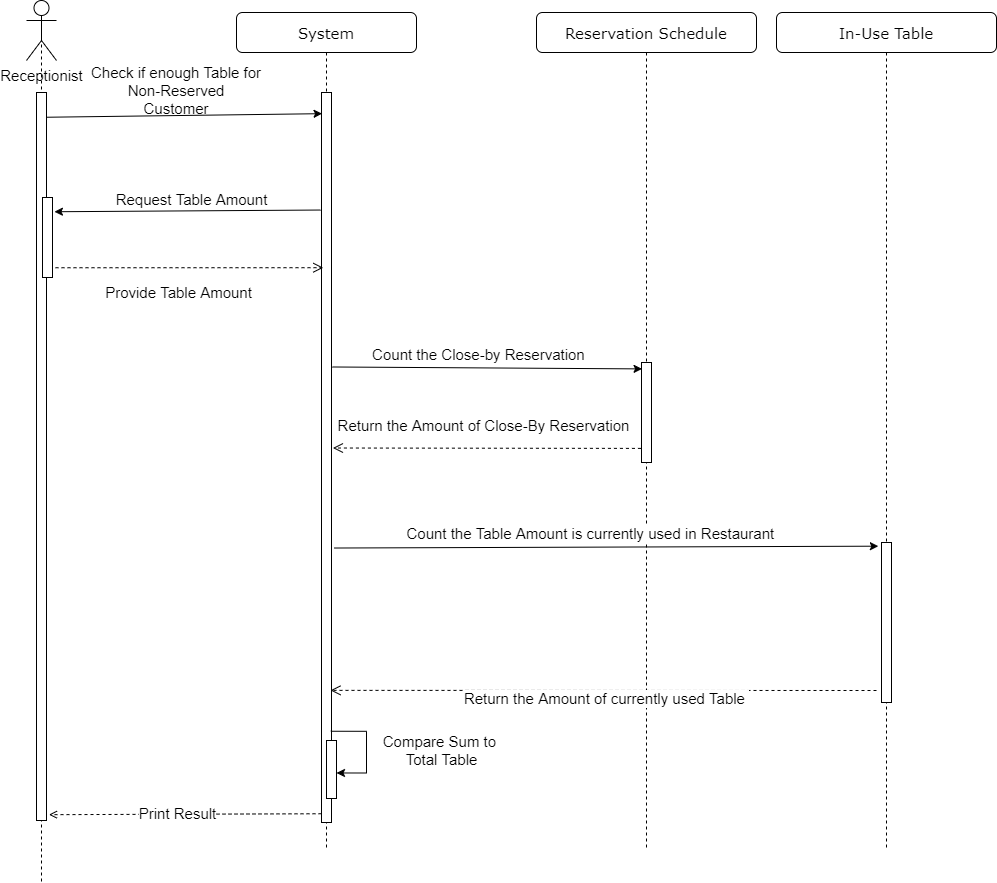 System
Reservation Schedule
In-Use Table
Receptionist
Check if enough Table for
Non-Reserved
Customer
Request Table Amount
Provide Table Amount
Count the Close-by Reservation
Return the Amount of Close-By Reservation
Count the Table Amount is currently used in Restaurant
Return the Amount of currently used Table
Compare Sum to
Total Table
Print Result